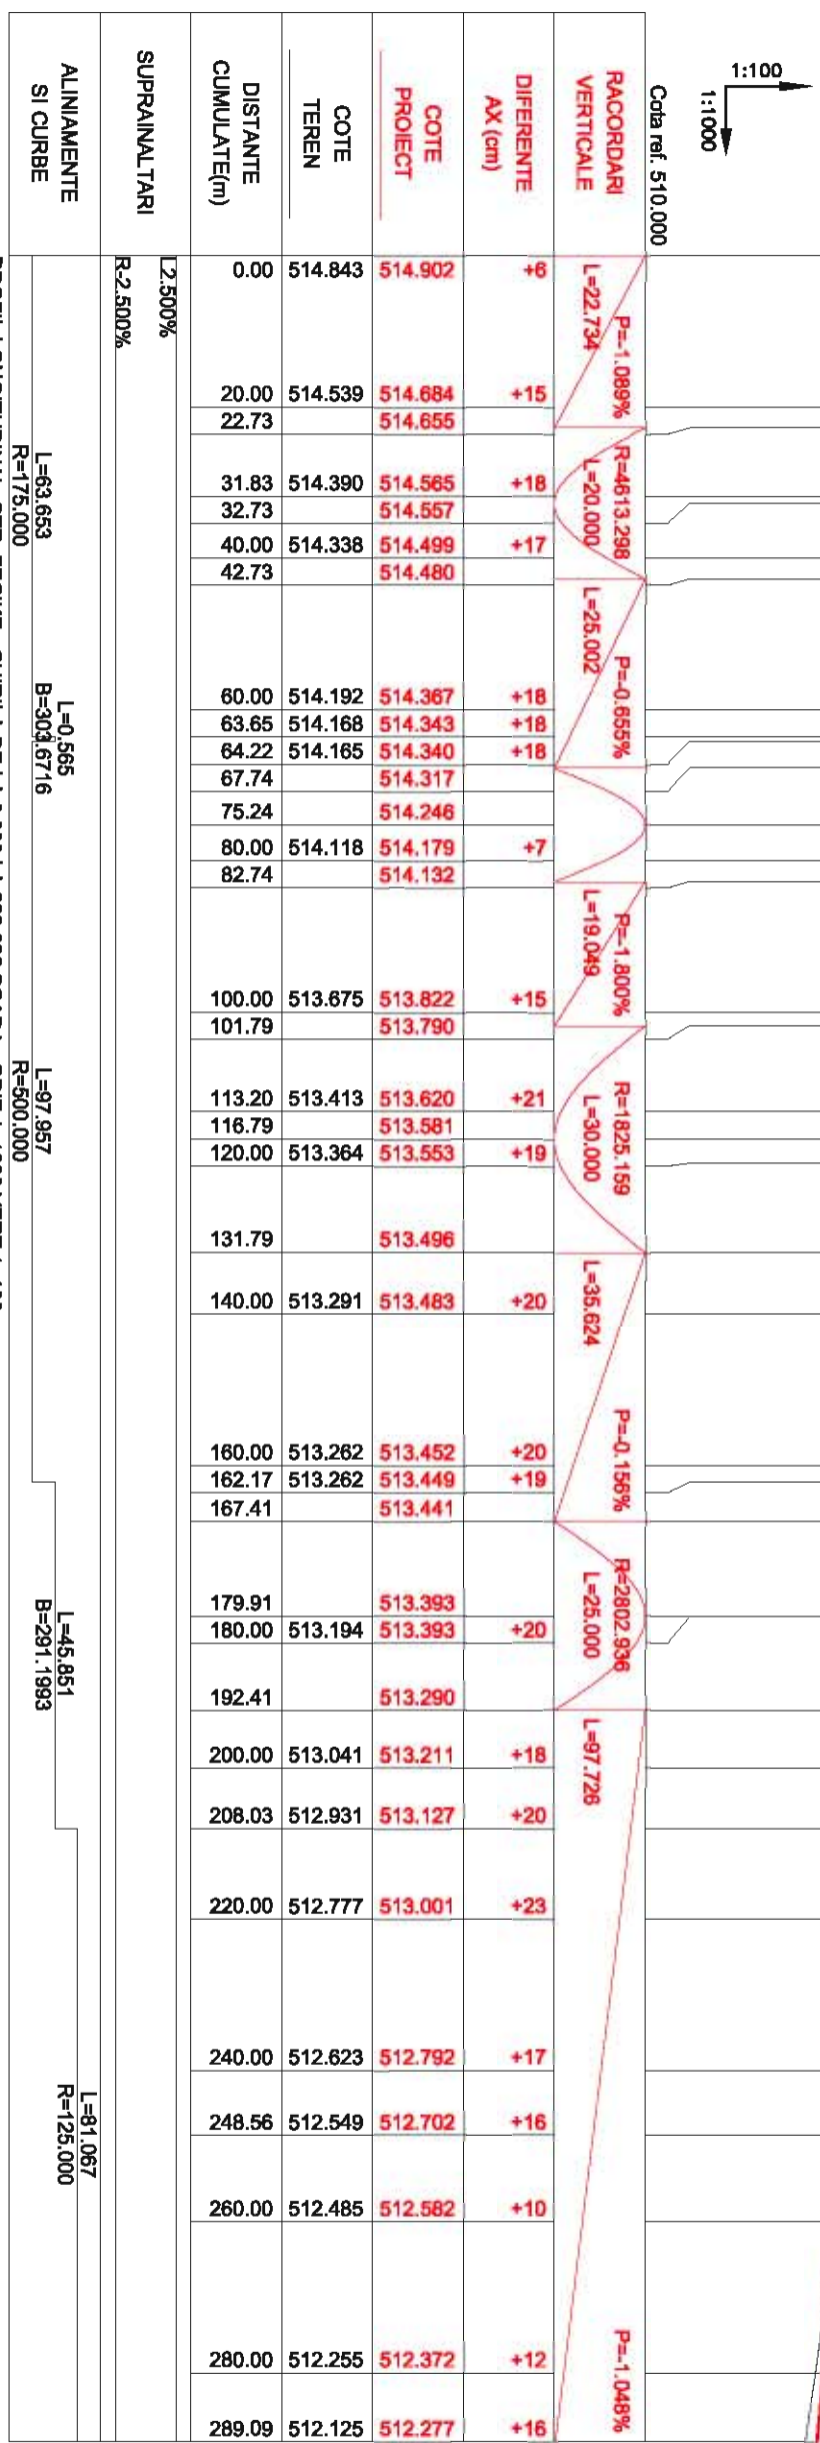 1:100
1:1000
Cota ref. 510.000
RACORDARI
VERTICALE
P=-1.089%
L=22.734
R=4613.298
L=20.000
P=-0.655%
L=25.002
P=-1.800%
L=19.049
R=1825.159
L=30.000
L=35.624
P=-0.156%
R=2802.936
L=25.000
L=97.726
P=-1.048%
DIFERENTE
AX (cm)
+6
+15
+18
+17
+18
+18
+18
+7
+15
+21
+19
+20
+20
+19
+20
+18
+20
+23
+17
+16
+10
+12
+16
COTE
PROIECT
514.902
514.684
514.655
514.565
514.557
514.499
514.480
514.367
514.343
514.340
514.317
514.246
514.179
514.132
513.822
513.790
513.620
513.581
513.553
513.496
513.483
513.452
513.449
513.441
513.393
513.393
513.290
513.211
513.127
513.001
512.792
512.702
512.582
512.372
512.277
COTE
TEREN
514.843
514.539
514.390
514.338
514.192
514.168
514.165
514.118
513.675
513.413
513.364
513.291
513.262
513.262
513.194
513.041
512.931
512.777
512.623
512.549
512.485
512.255
512.125
DISTANTE
CUMULATE(m)
0.00
20.00
22.73
31.83
32.73
40.00
42.73
60.00
63.65
64.22
67.74
75.24
80.00
82.74
100.00
101.79
113.20
116.79
120.00
131.79
140.00
160.00
162.17
167.41
179.91
180.00
192.41
200.00
208.03
220.00
240.00
248.56
260.00
280.00
289.09
SUPRAINALTARI
L2.500%
R-2.500%
ALINIAMENTE
SI CURBE
L=63.653
R=175.000
L=0.565
B=303.6716
L=97.957
R=500.000
L=45.851
B=291.1993
L=81.067
R=125.000